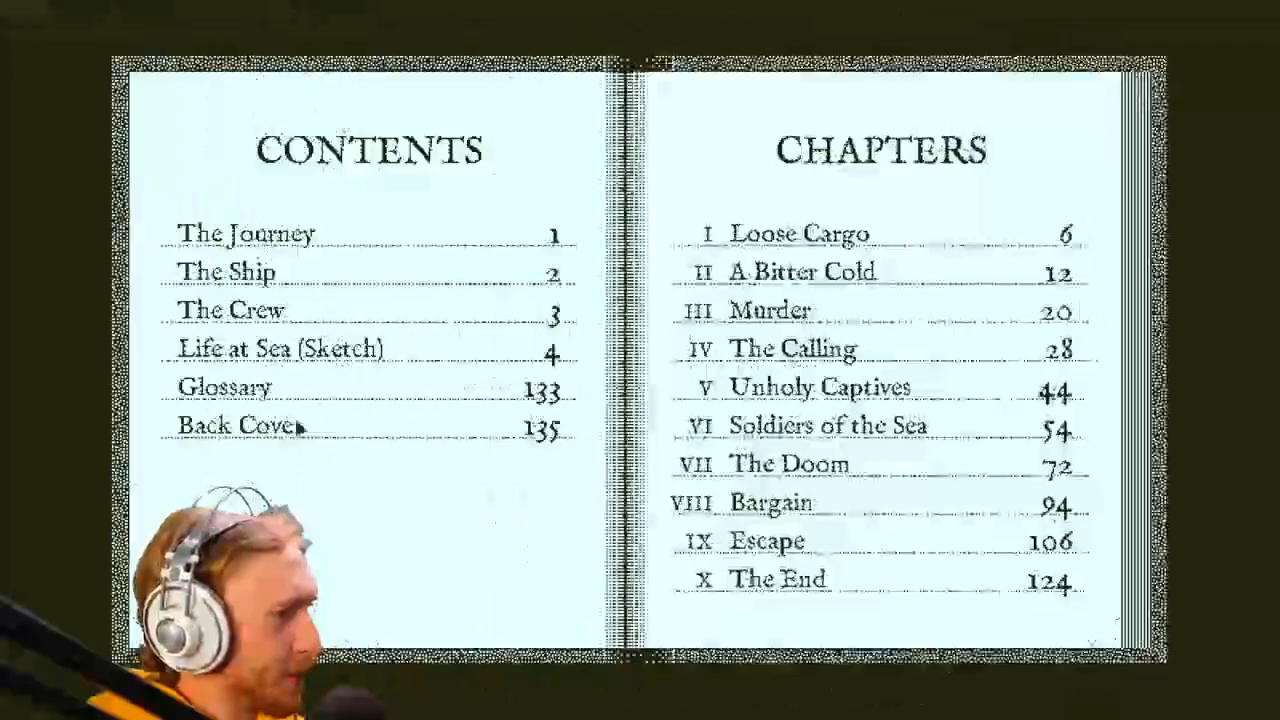 CONTENTS
The Journey 1
The Ship 2
The Crew 3
Life at Sea (Sketch) 4
Glossary 133
Back Cover 135
CHAPTERS
I Loose Cargo 6
II A Bitter Cold 12
III Murder 20
IV The Calling 28
V Unholy Captives 44
VI Soldiers of the Sea 54
VII The Doom 72
VIII Bargain 94
IX Escape 106
X The End 124